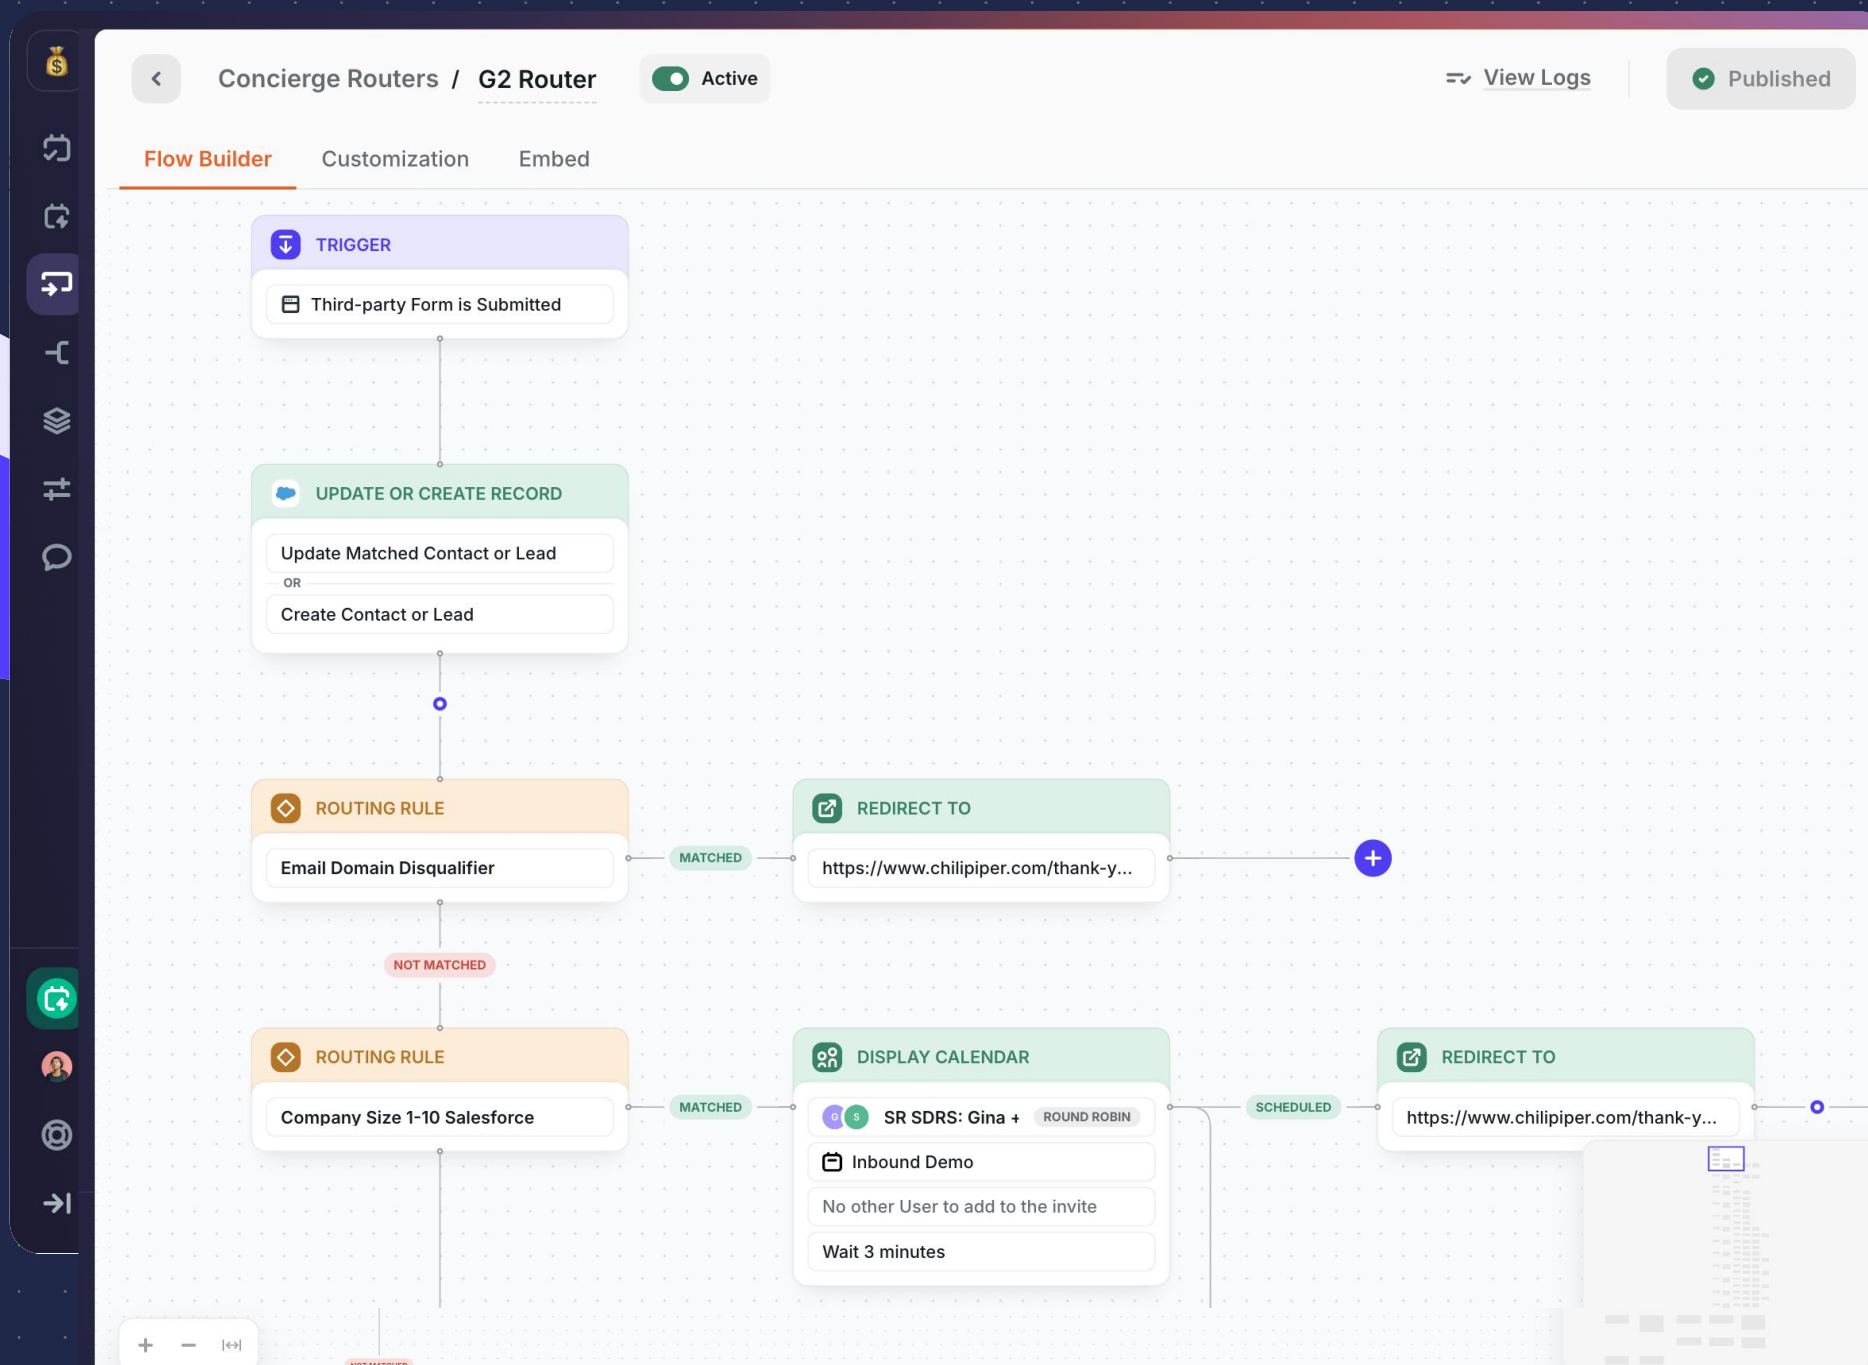 Concierge Routers / G2 Router
Active
View Logs
Published
Flow Builder
Customization
Embed
TRIGGER
Third-party Form is Submitted
UPDATE OR CREATE RECORD
Update Matched Contact or Lead
OR
Create Contact or Lead
ROUTING RULE
Email Domain Disqualifier
MATCHED
REDIRECT TO
https://www.chilipiper.com/thank-y...
NOT MATCHED
ROUTING RULE
Company Size 1-10 Salesforce
MATCHED
DISPLAY CALENDAR
G
S
SR SDRS: Gina +
ROUND ROBIN
Inbound Demo
No other User to add to the invite
Wait 3 minutes
SCHEDULED
REDIRECT TO
https://www.chilipiper.com/thank-y...
NOT MATCHED